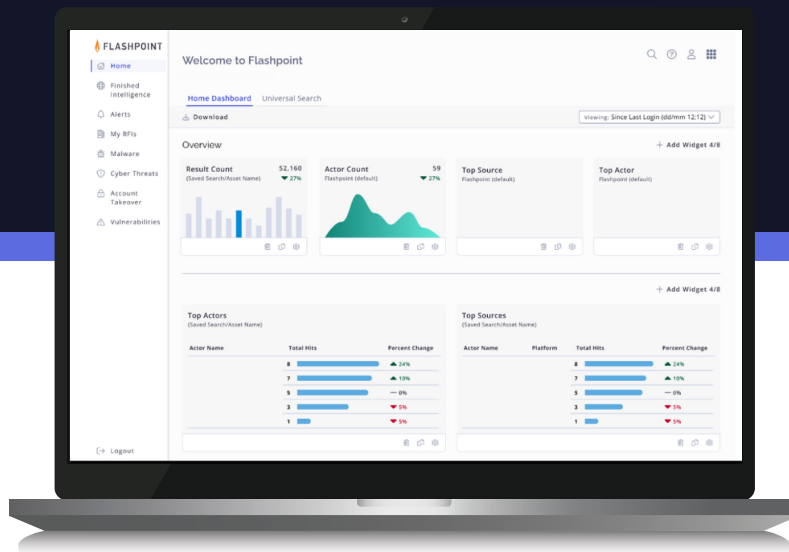 FLASHPOINT
Home
Finished
Intelligence
Alerts
My RFIs
Malware
Cyber Threats
Account
Takeover
Vulnerabilities
Logout
Welcome to Flashpoint
Home Dashboard Universal Search
Download
Viewing: Since Last Login (dd/mm 12:12)
Overview
+ Add Widget 4/8
Result Count 52,160
(Saved Search/Asset Name) 27%
Actor Count 59
Flashpoint (default) 27%
Top Source
Flashpoint (default)
Top Actor
Flashpoint (default)
+ Add Widget 4/8
Top Actors
(Saved Search/Asset Name)
Actor Name Total Hits Percent Change
8 24%
7 10%
5 — 0%
3 5%
1 5%
Top Sources
(Saved Search/Asset Name)
Actor Name Platform Total Hits Percent Change
8 24%
7 10%
5 — 0%
3 5%
1 5%